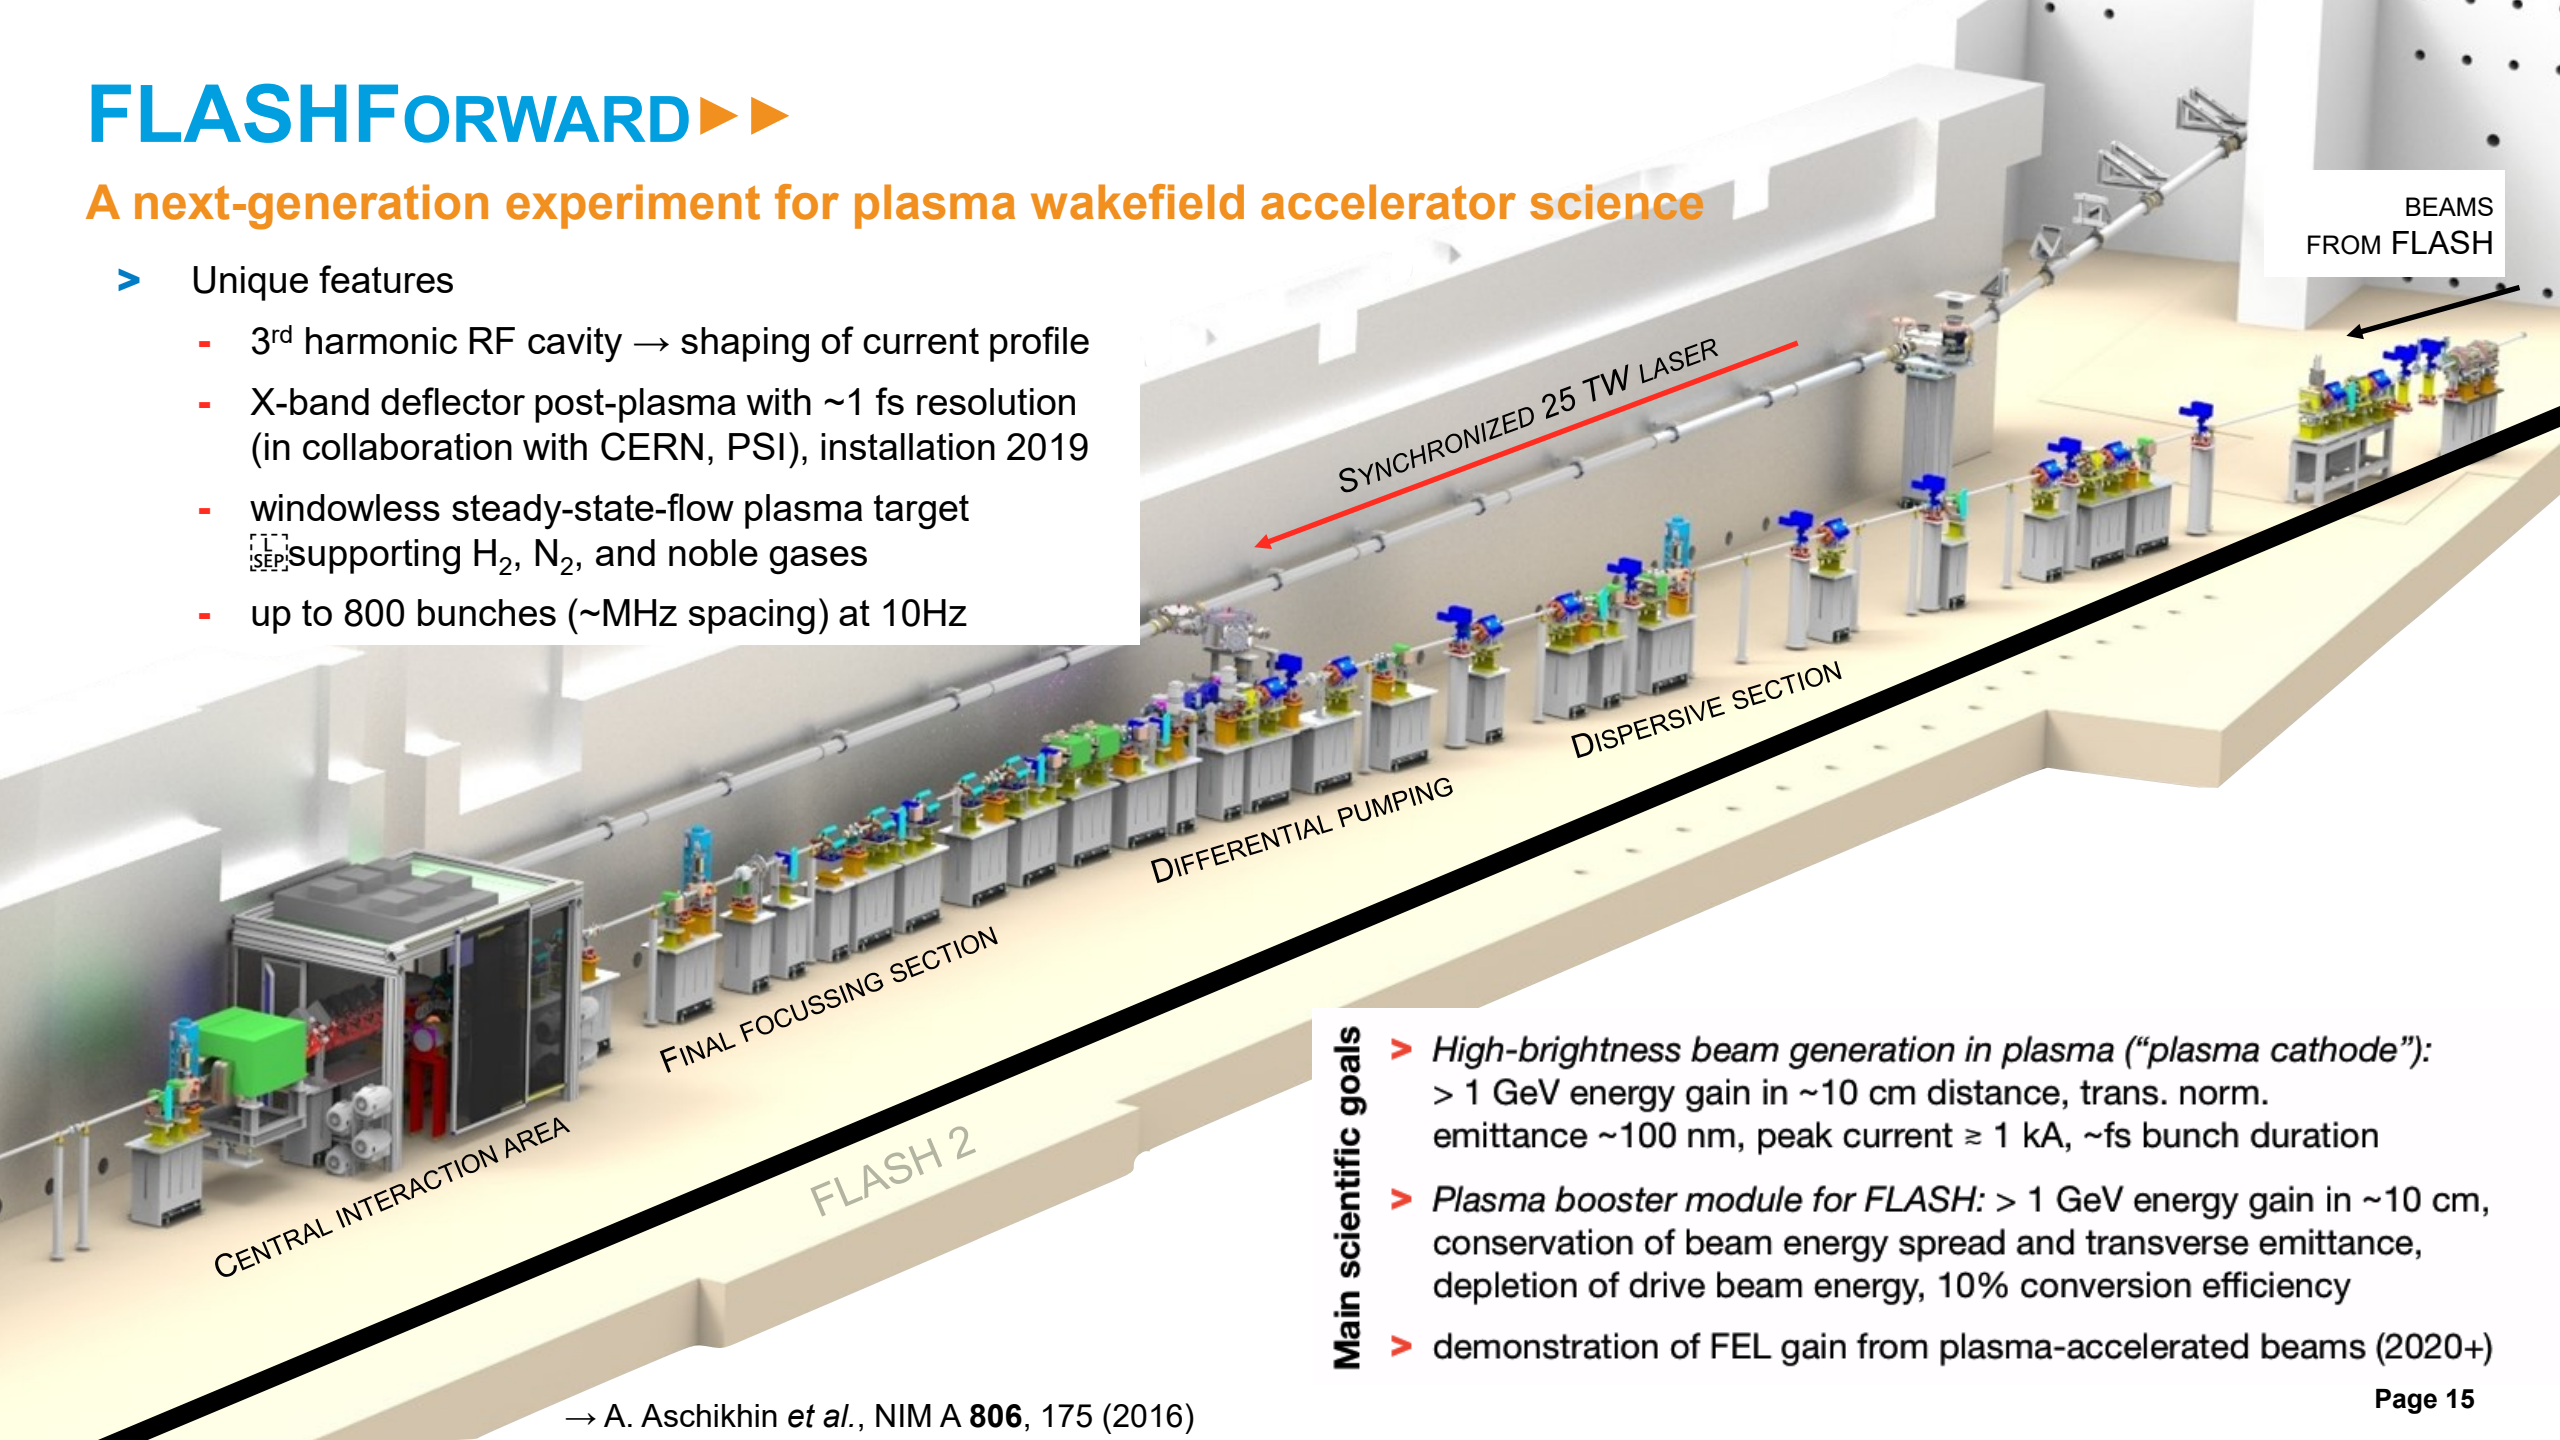 FLASHFORWARD►►
A next-generation experiment for plasma wakefield accelerator science
> Unique features
- 3rd harmonic RF cavity → shaping of current profile
- X-band deflector post-plasma with ~1 fs resolution
(in collaboration with CERN, PSI), installation 2019
- windowless steady-state-flow plasma target
L SEP supporting H2, N2, and noble gases
- up to 800 bunches (~MHz spacing) at 10Hz
BEAMS
FROM FLASH
SYNCHRONIZED 25 TW LASER
DISPERSIVE SECTION
DIFFERENTIAL PUMPING
FINAL FOCUSSING SECTION
CENTRAL INTERACTION AREA
FLASH 2
Main scientific goals
> High-brightness beam generation in plasma (“plasma cathode”):
> 1 GeV energy gain in ~10 cm distance, trans. norm.
emittance ~100 nm, peak current ≳ 1 kA, ~fs bunch duration
> Plasma booster module for FLASH: > 1 GeV energy gain in ~10 cm,
conservation of beam energy spread and transverse emittance,
depletion of drive beam energy, 10% conversion efficiency
> demonstration of FEL gain from plasma-accelerated beams (2020+)
→ A. Aschikhin et al., NIM A 806, 175 (2016)
Page 15